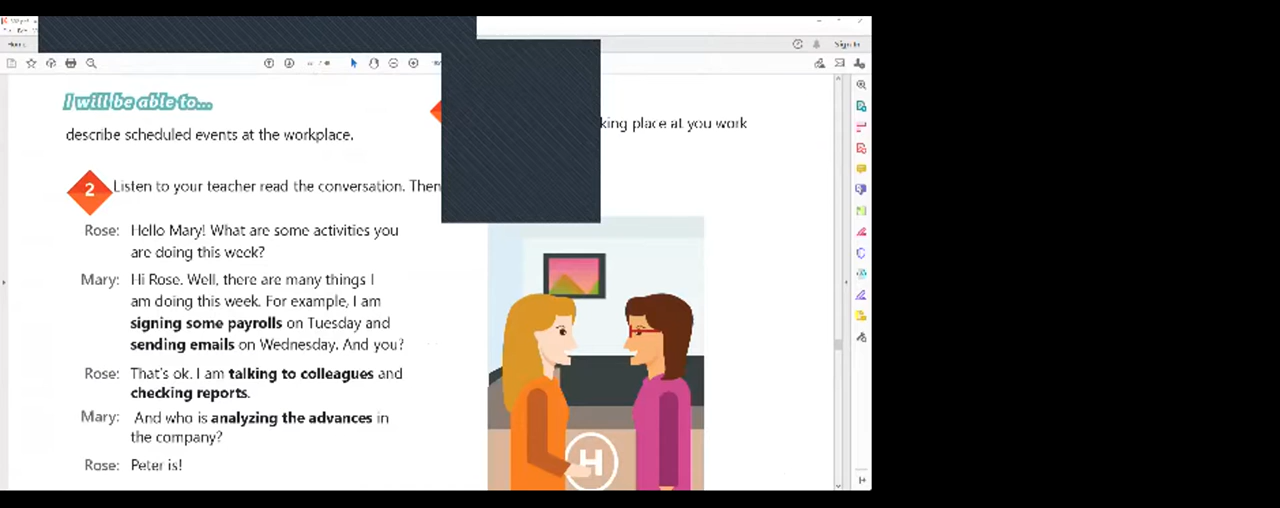 Sign In
I will be able to...
describe scheduled events at the workplace.
king place at you work
2
Listen to your teacher read the conversation. Then
Rose: Hello Mary! What are some activities you
are doing this week?
Mary: Hi Rose. Well, there are many things I
am doing this week. For example, I am
signing some payrolls on Tuesday and
sending emails on Wednesday. And you?
Rose: That's ok. I am talking to colleagues and
checking reports.
Mary: And who is analyzing the advances in
the company?
Rose: Peter is!
H